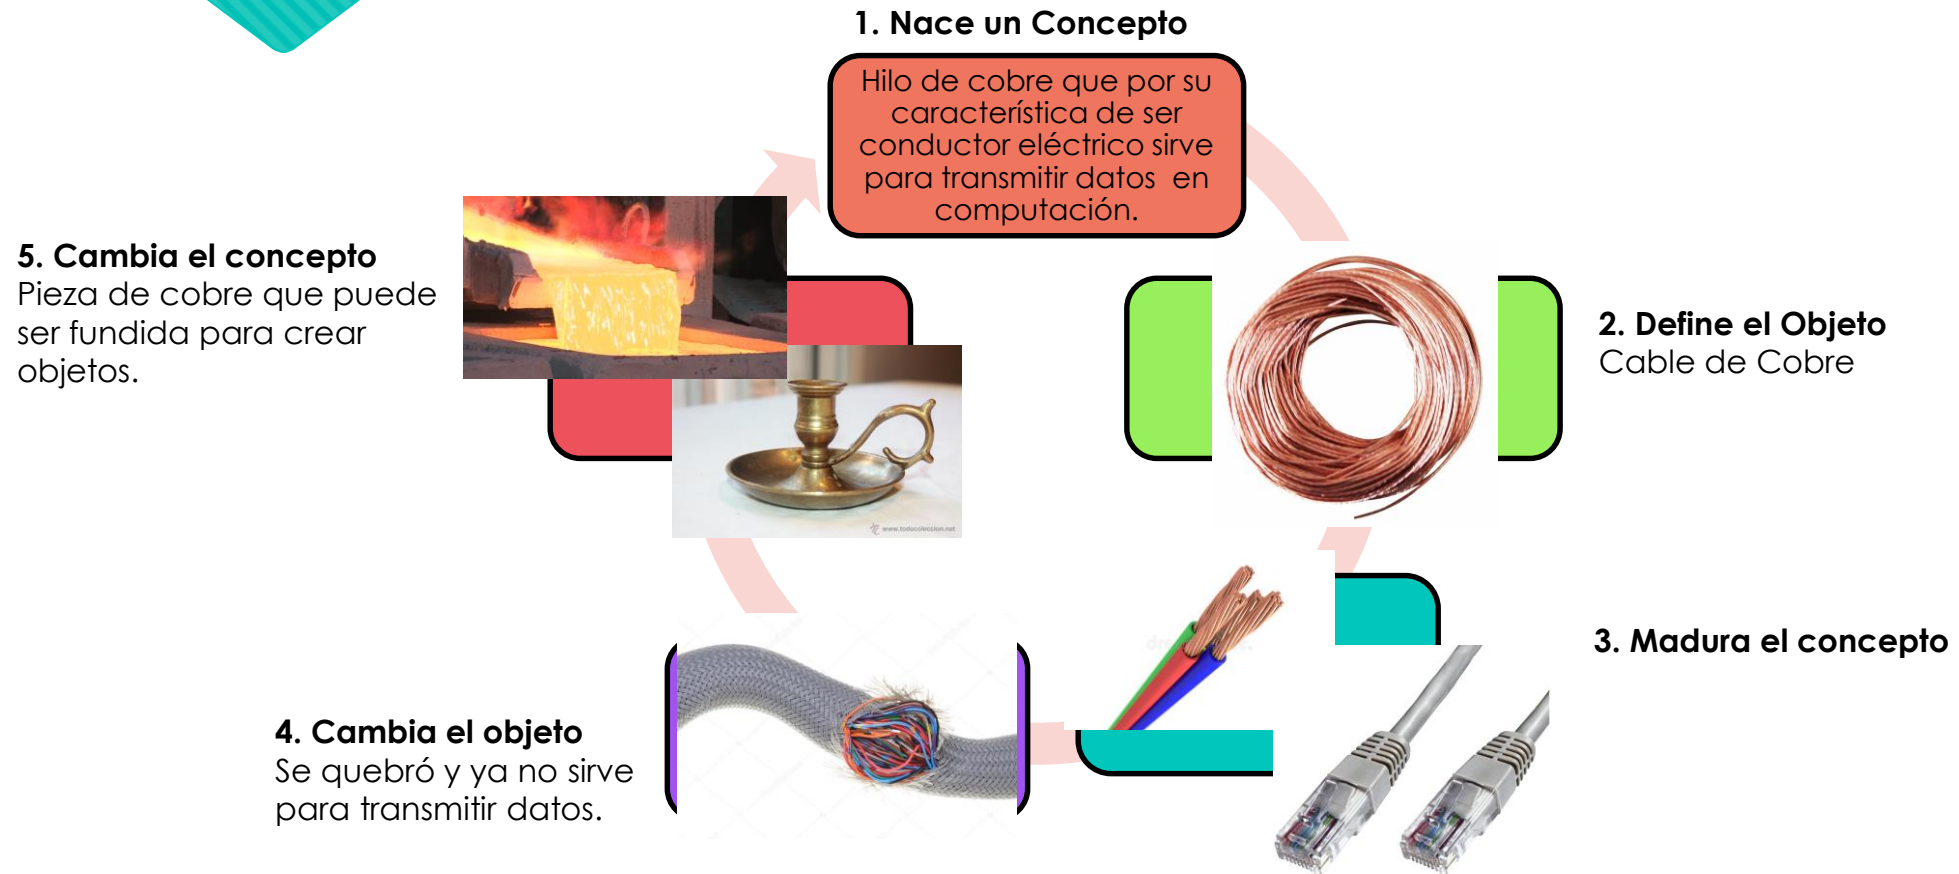 1. Nace un Concepto
Hilo de cobre que por su
característica de ser
conductor eléctrico sirve
para transmitir datos en
computación.
2. Define el Objeto
Cable de Cobre
3. Madura el concepto
4. Cambia el objeto
Se quebró y ya no sirve
para transmitir datos.
5. Cambia el concepto
Pieza de cobre que puede
ser fundida para crear
objetos.
www.todocoleccion.net